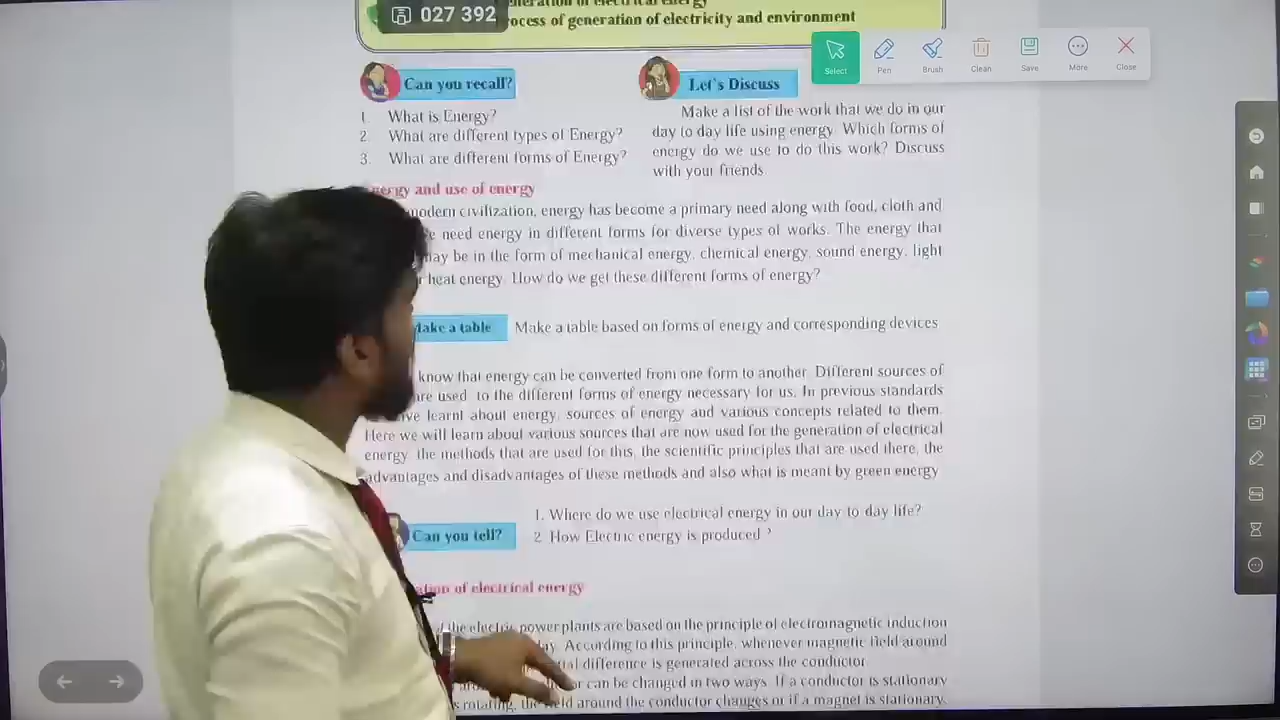 027 392
rocess of generation of electricity and environment
Select
Pen
Brush
Clean
Save
More
Close
Can you recall?
1. What is Energy?
2. What are different types of Energy?
3. What are different forms of Energy?
Let's Discuss
Make a list of the work that we do in our
day to day life using energy. Which forms of
energy do we use to do this work? Discuss
with your friends
ergy and use of energy
modern civilization, energy has become a primary need along with food, cloth and
need energy in different forms for diverse types of works. The energy that
may be in the form of mechanical energy, chemical energy, sound energy, light
heat energy. How do we get these different forms of energy?
Make a table
Make a table based on forms of energy and corresponding devices
know that energy can be converted from one form to another. Different sources of
are used to the different forms of energy necessary for us. In previous standards
ve learnt about energy, sources of energy and various concepts related to them.
Here we will learn about various sources that are now used for the generation of electrical
energy, the methods that are used for this, the scientific principles that are used there, the
advantages and disadvantages of these methods and also what is meant by green energy
Can you tell?
1. Where do we use electrical energy in our day to day life?
2. How Electric energy is produced ?
ation of electrical energy
the electric power plants are based on the principle of electromagnetic induction
According to this principle, whenever magnetic field around
difference is generated across the conductor.
can be changed in two ways. If a conductor is stationary
rotating, the field around the conductor changes or if a magnet is stationary,